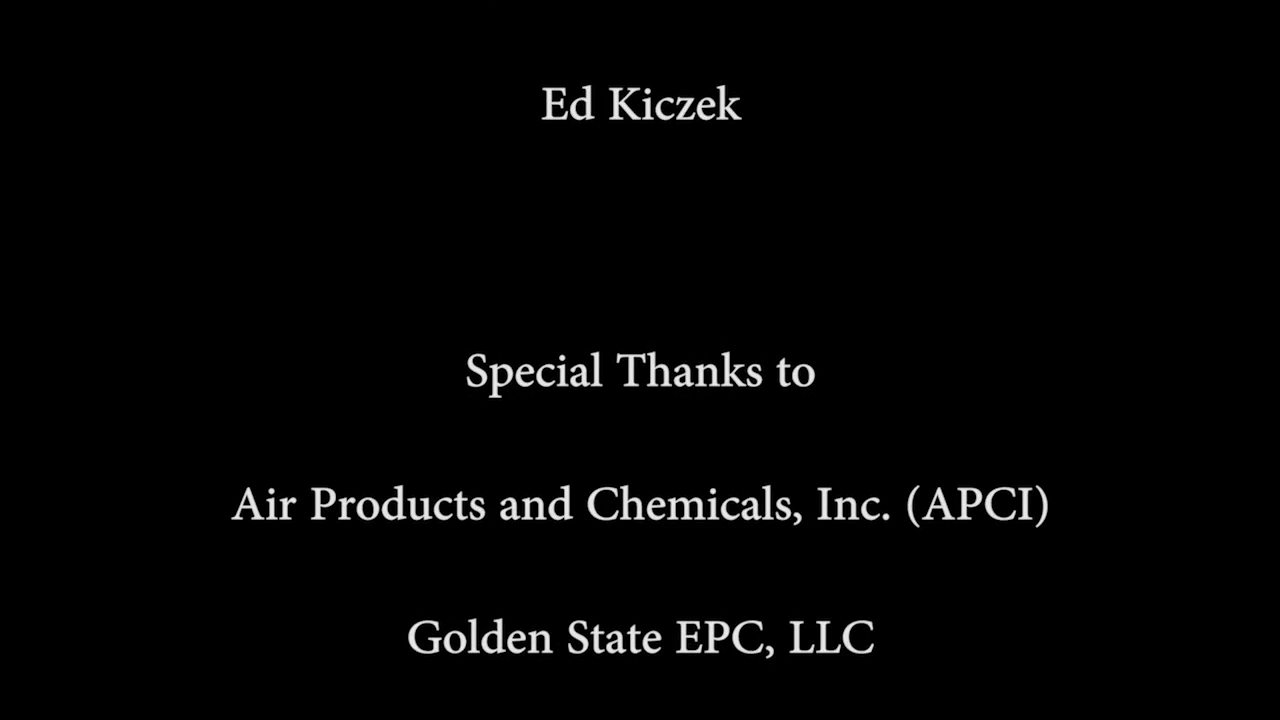 Ed Kiczek
Special Thanks to
Air Products and Chemicals, Inc. (APCI)
Golden State EPC, LLC